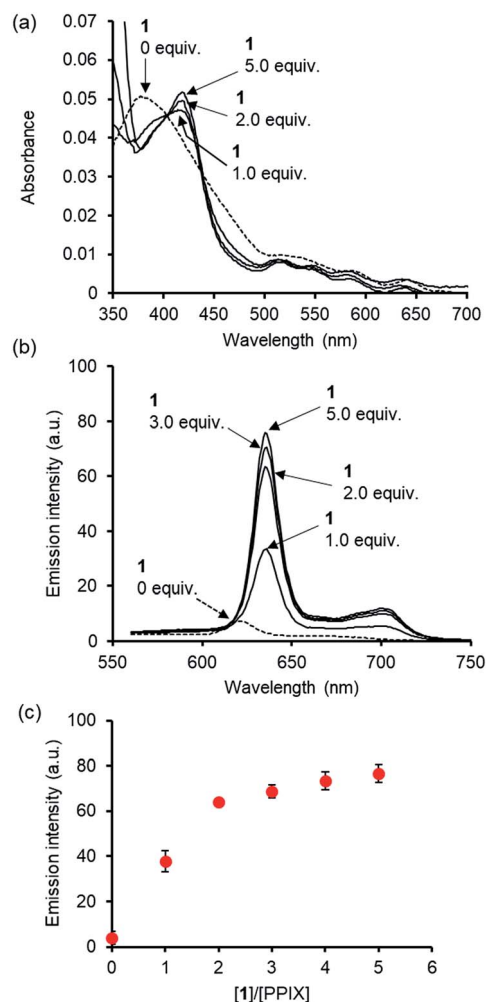 (a)
0.07
0.06
0.05
0.04
0.03
0.02
0.01
0
Absorbance
1
0 equiv.
1
5.0 equiv.
1
2.0 equiv.
1
1.0 equiv.
350 400 450 500 550 600 650 700
Wavelength (nm)
(b)
100
80
60
40
20
0
Emission intensity (a.u.)
1
3.0 equiv.
1
5.0 equiv.
1
2.0 equiv.
1
1.0 equiv.
1
0 equiv.
550 600 650 700 750
Wavelength (nm)
(c)
100
80
60
40
20
0
Emission intensity (a.u.)
0 1 2 3 4 5 6
[1]/[PPIX]